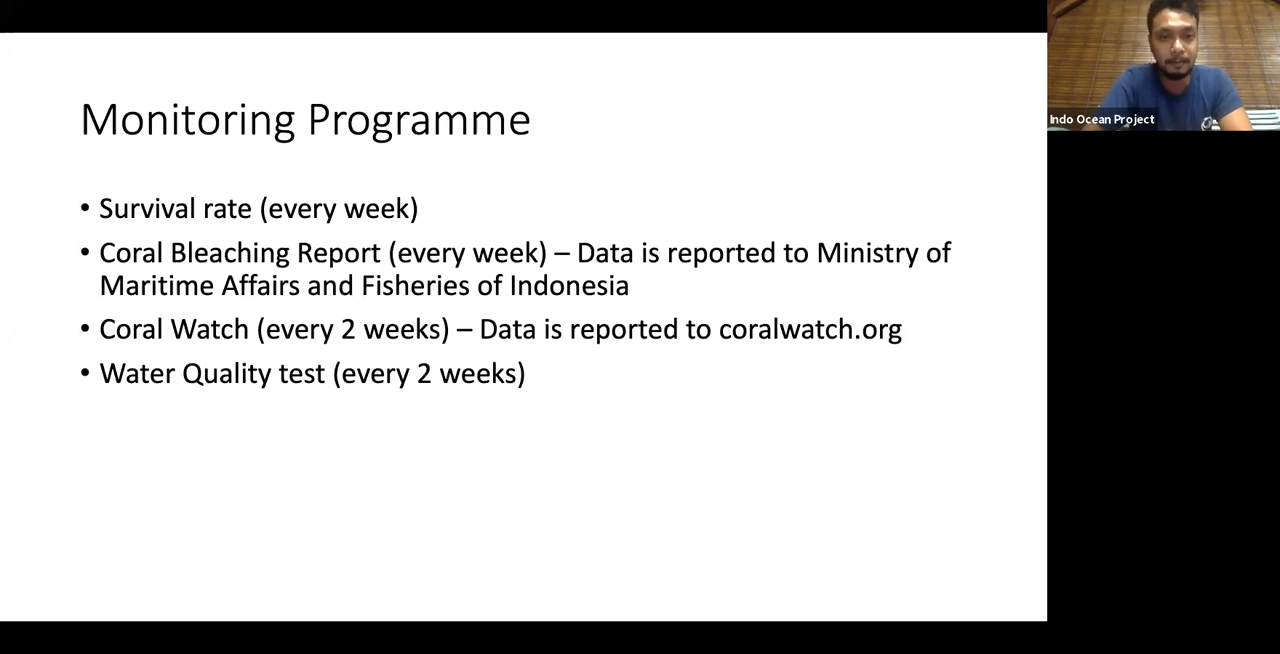 Monitoring Programme
• Survival rate (every week)
• Coral Bleaching Report (every week) – Data is reported to Ministry of
Maritime Affairs and Fisheries of Indonesia
• Coral Watch (every 2 weeks) – Data is reported to coralwatch.org
• Water Quality test (every 2 weeks)
Indo Ocean Project